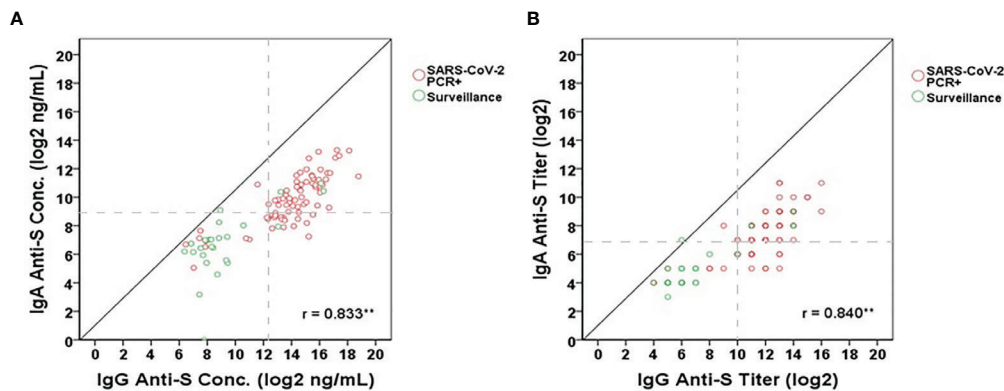 A
IgA Anti-S Conc. (log2 ng/mL)
20
18
16
14
12
10
8
6
4
2
0
0 2 4 6 8 10 12 14 16 18 20
IgG Anti-S Conc. (log2 ng/mL)
r = 0.833**
SARS-CoV-2
PCR+
Surveillance
B
IgA Anti-S Titer (log2)
20
18
16
14
12
10
8
6
4
2
0
0 2 4 6 8 10 12 14 16 18 20
IgG Anti-S Titer (log2)
r = 0.840**
SARS-CoV-2
PCR+
Surveillance